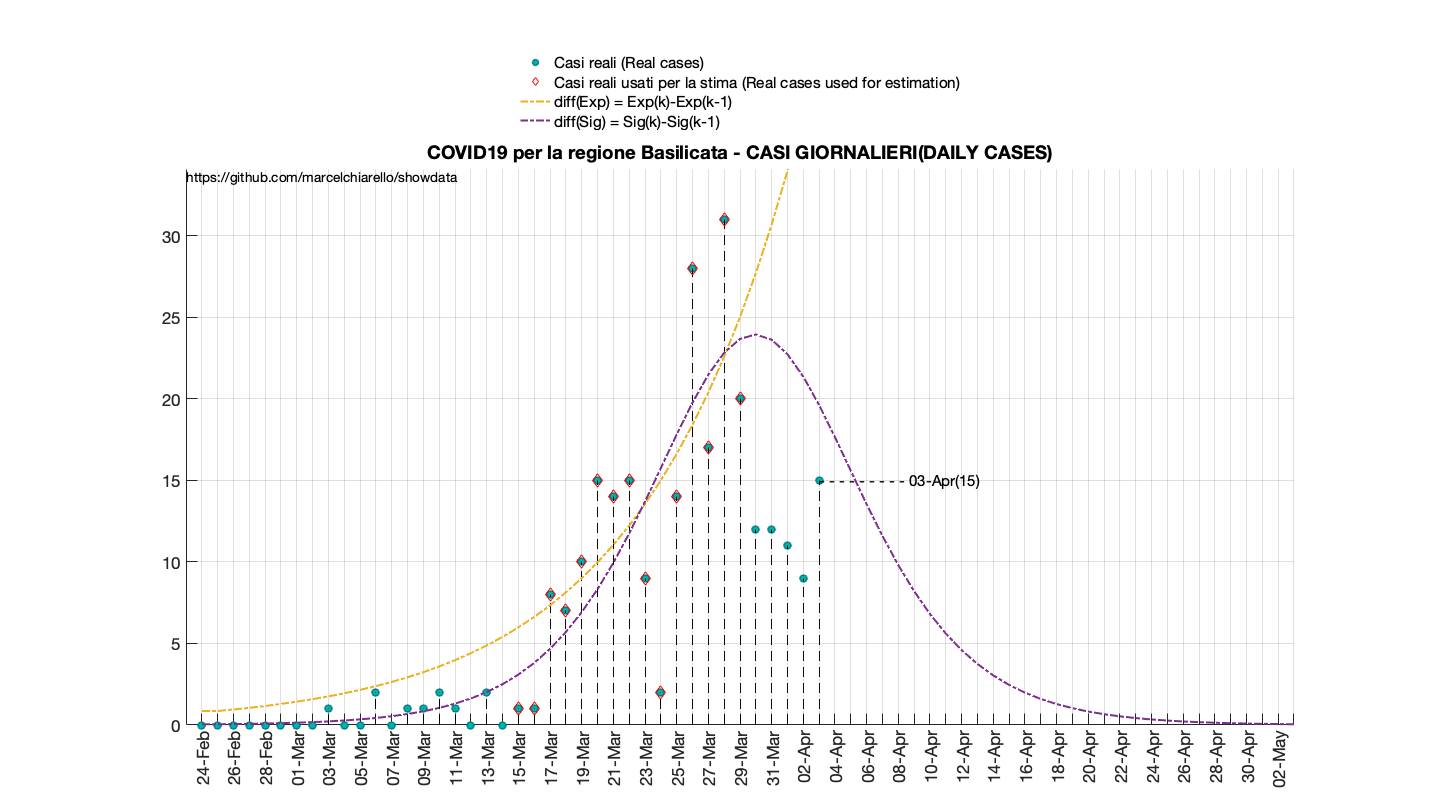 Casi reali (Real cases)
Casi reali usati per la stima (Real cases used for estimation)
diff(Exp) = Exp(k)-Exp(k-1)
diff(Sig) = Sig(k)-Sig(k-1)
COVID19 per la regione Basilicata - CASI GIORNALIERI(DAILY CASES)
https://github.com/marcelchiarello/showdata
30
25
20
15
03-Apr(15)
10
5
0
24-Feb
26-Feb
28-Feb
01-Mar
03-Mar
05-Mar
07-Mar
09-Mar
11-Mar
13-Mar
15-Mar
17-Mar
19-Mar
21-Mar
23-Mar
25-Mar
27-Mar
29-Mar
31-Mar
02-Apr
04-Apr
06-Apr
08-Apr
10-Apr
12-Apr
14-Apr
16-Apr
18-Apr
20-Apr
22-Apr
24-Apr
26-Apr
28-Apr
30-Apr
02-May